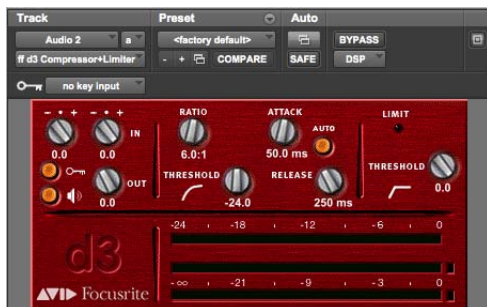 Track Preset Auto
Audio 2 a <factory default> BYPASS
ff d3 Compressor+Limiter - + COMPARE SAFE DSP
no key input
- • + - • + IN RATIO ATTACK AUTO LIMIT
0.0 0.0 6.0:1 50.0 ms
OUT THRESHOLD RELEASE THRESHOLD
0.0 -24.0 250 ms 0.0
-24 -18 -12 -6 0
d3
-∞ -21 -9 -3 0
AVID Focusrite